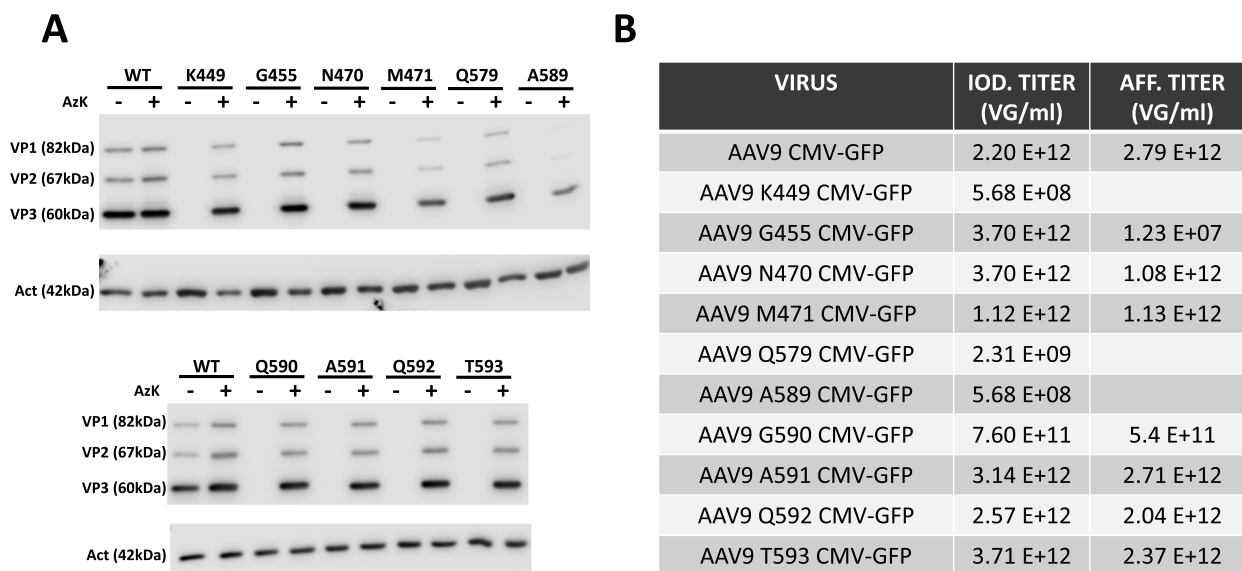 A
WT K449 G455 N470 M471 Q579 A589
AzK - + - + - + - + - + - + - +
VP1 (82kDa)
VP2 (67kDa)
VP3 (60kDa)
Act (42kDa)
WT Q590 A591 Q592 T593
AzK - + - + - + - + - +
VP1 (82kDa)
VP2 (67kDa)
VP3 (60kDa)
Act (42kDa)
B
VIRUS IOD. TITER (VG/ml) AFF. TITER (VG/ml)
AAV9 CMV-GFP 2.20 E+12 2.79 E+12
AAV9 K449 CMV-GFP 5.68 E+08
AAV9 G455 CMV-GFP 3.70 E+12 1.23 E+07
AAV9 N470 CMV-GFP 3.70 E+12 1.08 E+12
AAV9 M471 CMV-GFP 1.12 E+12 1.13 E+12
AAV9 Q579 CMV-GFP 2.31 E+09
AAV9 A589 CMV-GFP 5.68 E+08
AAV9 G590 CMV-GFP 7.60 E+11 5.4 E+11
AAV9 A591 CMV-GFP 3.14 E+12 2.71 E+12
AAV9 Q592 CMV-GFP 2.57 E+12 2.04 E+12
AAV9 T593 CMV-GFP 3.71 E+12 2.37 E+12